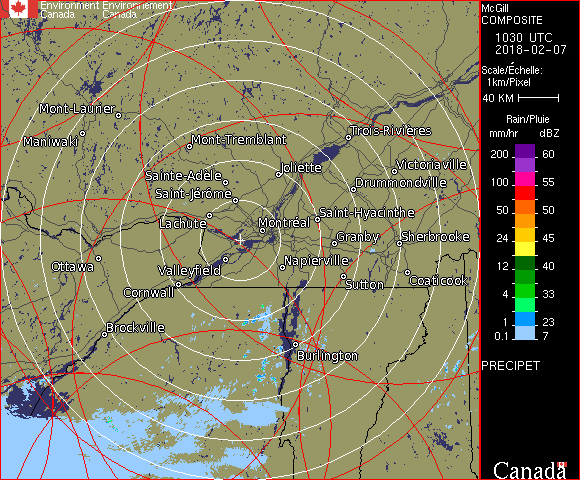 Environment Environnement
Canada Canada
McGill
COMPOSITE
1030 UTC
2018-02-07
Scale/Échelle:
1km/Pixel
40 KM
Rain/Pluie
mm/hr dBZ
200 60
150 57
100 55
50 50
24 45
12 40
4 33
1 23
0.1 7
PRECIPET
Canada
Mont-Laurier
Maniwaki
Mont-Tremblant
Trois-Rivières
Sainte-Adèle
Joliette
Victoriaville
Saint-Jérôme
Drummondville
Lachute
Montréal
Saint-Hyacinthe
Granby
Sherbrooke
Ottawa
Valleyfield
Napierville
Cornwall
Sutton
Coaticook
Brockville
Burlington